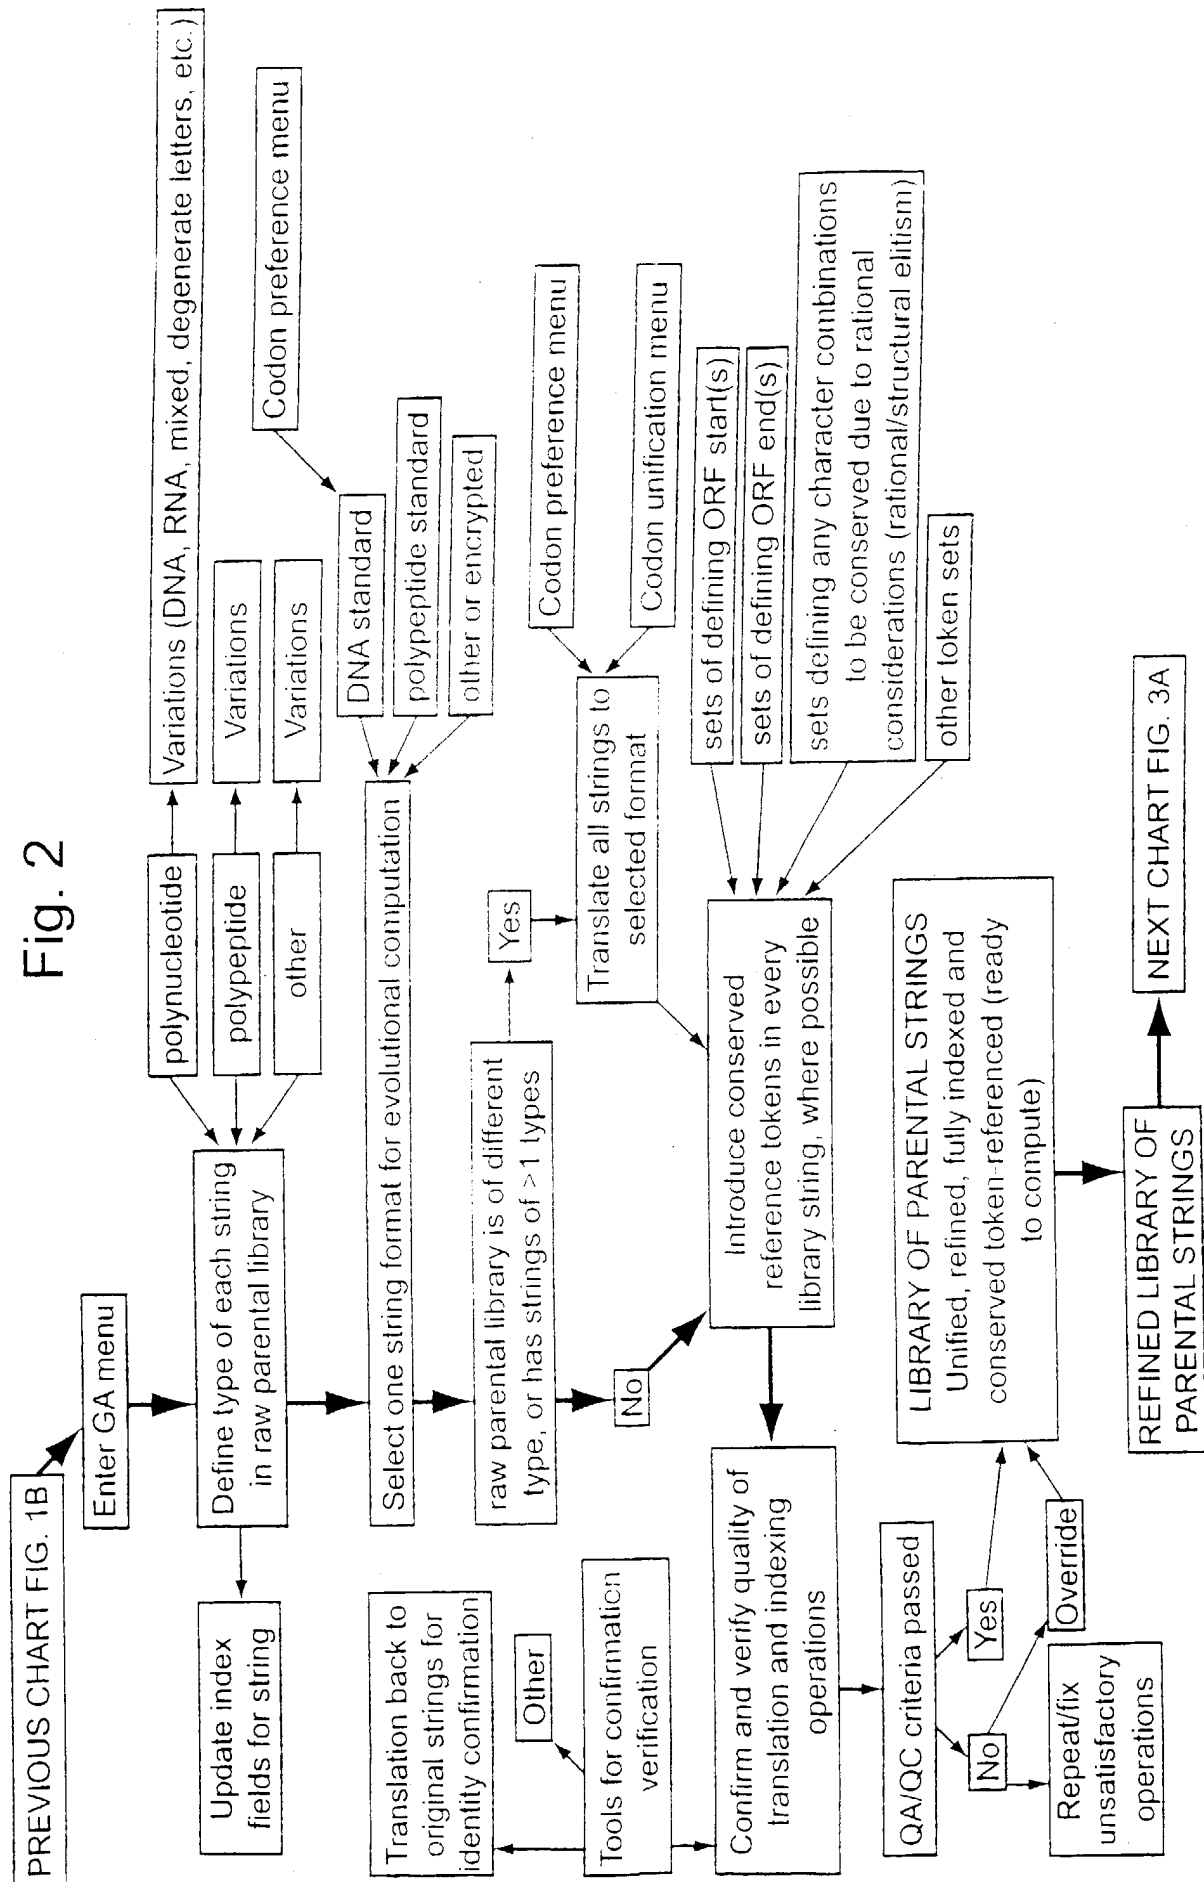 Fig. 2
PREVIOUS CHART FIG. 1B
Enter GA menu
Define type of each string
in raw parental library
Update index
fields for string
polynucleotide
polypeptide
other
Variations (DNA, RNA, mixed, degenerate letters, etc.)
Variations
Variations
Codon preference menu
Select one string format for evolutional computation
DNA standard
polypeptide standard
other or encrypted
raw parental library is of different
type, or has strings of >1 types
Yes
No
Translate all strings to
selected format
Codon preference menu
Codon unification menu
Translation back to
original strings for
identity confirmation
Other
Tools for confirmation
verification
Introduce conserved
reference tokens in every
library string, where possible
sets of defining ORF start(s)
sets of defining ORF end(s)
sets defining any character combinations
to be conserved due to rational
considerations (rational/structural elitism)
other token sets
Confirm and verify quality of
translation and indexing
operations
QA/QC criteria passed
Yes
No
Override
Repeat/fix
unsatisfactory
operations
LIBRARY OF PARENTAL STRINGS
Unified, refined, fully indexed and
conserved token-referenced (ready
to compute)
REFINED LIBRARY OF
PARENTAL STRINGS
NEXT CHART FIG. 3A